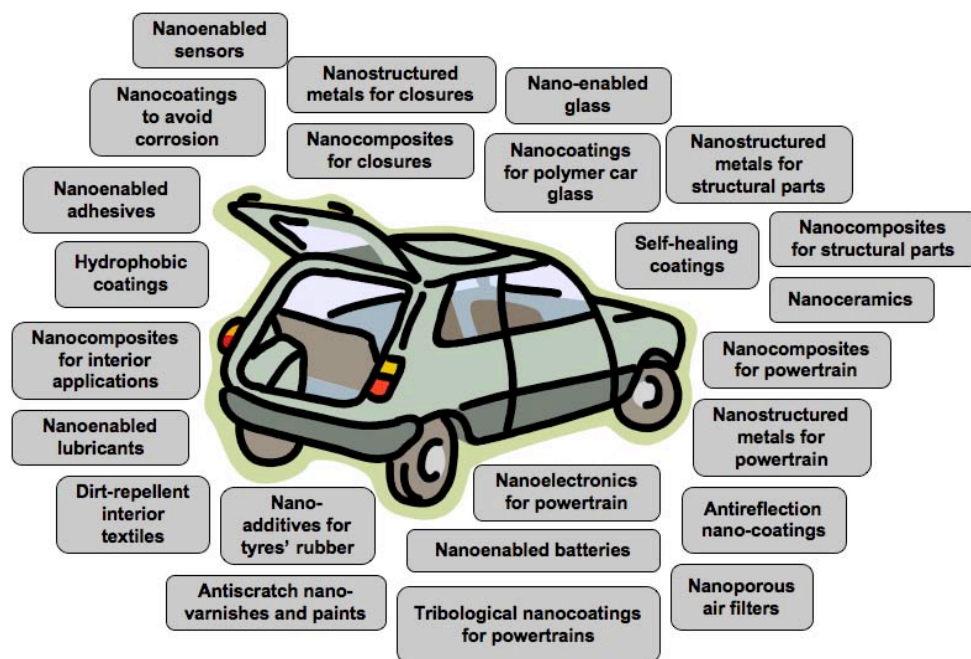 Nanoenabled
sensors
Nanostructured
metals for closures
Nano-enabled
glass
Nanocoatings
to avoid
corrosion
Nanocomposites
for closures
Nanocoatings
for polymer car
glass
Nanostructured
metals for
structural parts
Nanoenabled
adhesives
Nanocomposites
for structural parts
Self-healing
coatings
Hydrophobic
coatings
Nanoceramics
Nanocomposites
for interior
applications
Nanocomposites
for powertrain
Nanoenabled
lubricants
Nanostructured
metals for
powertrain
Dirt-repellent
interior
textiles
Nano-
additives for
tyres' rubber
Nanoelectronics
for powertrain
Antireflection
nano-coatings
Nanoenabled batteries
Antiscratch nano-
varnishes and paints
Tribological nanocoatings
for powertrains
Nanoporous
air filters